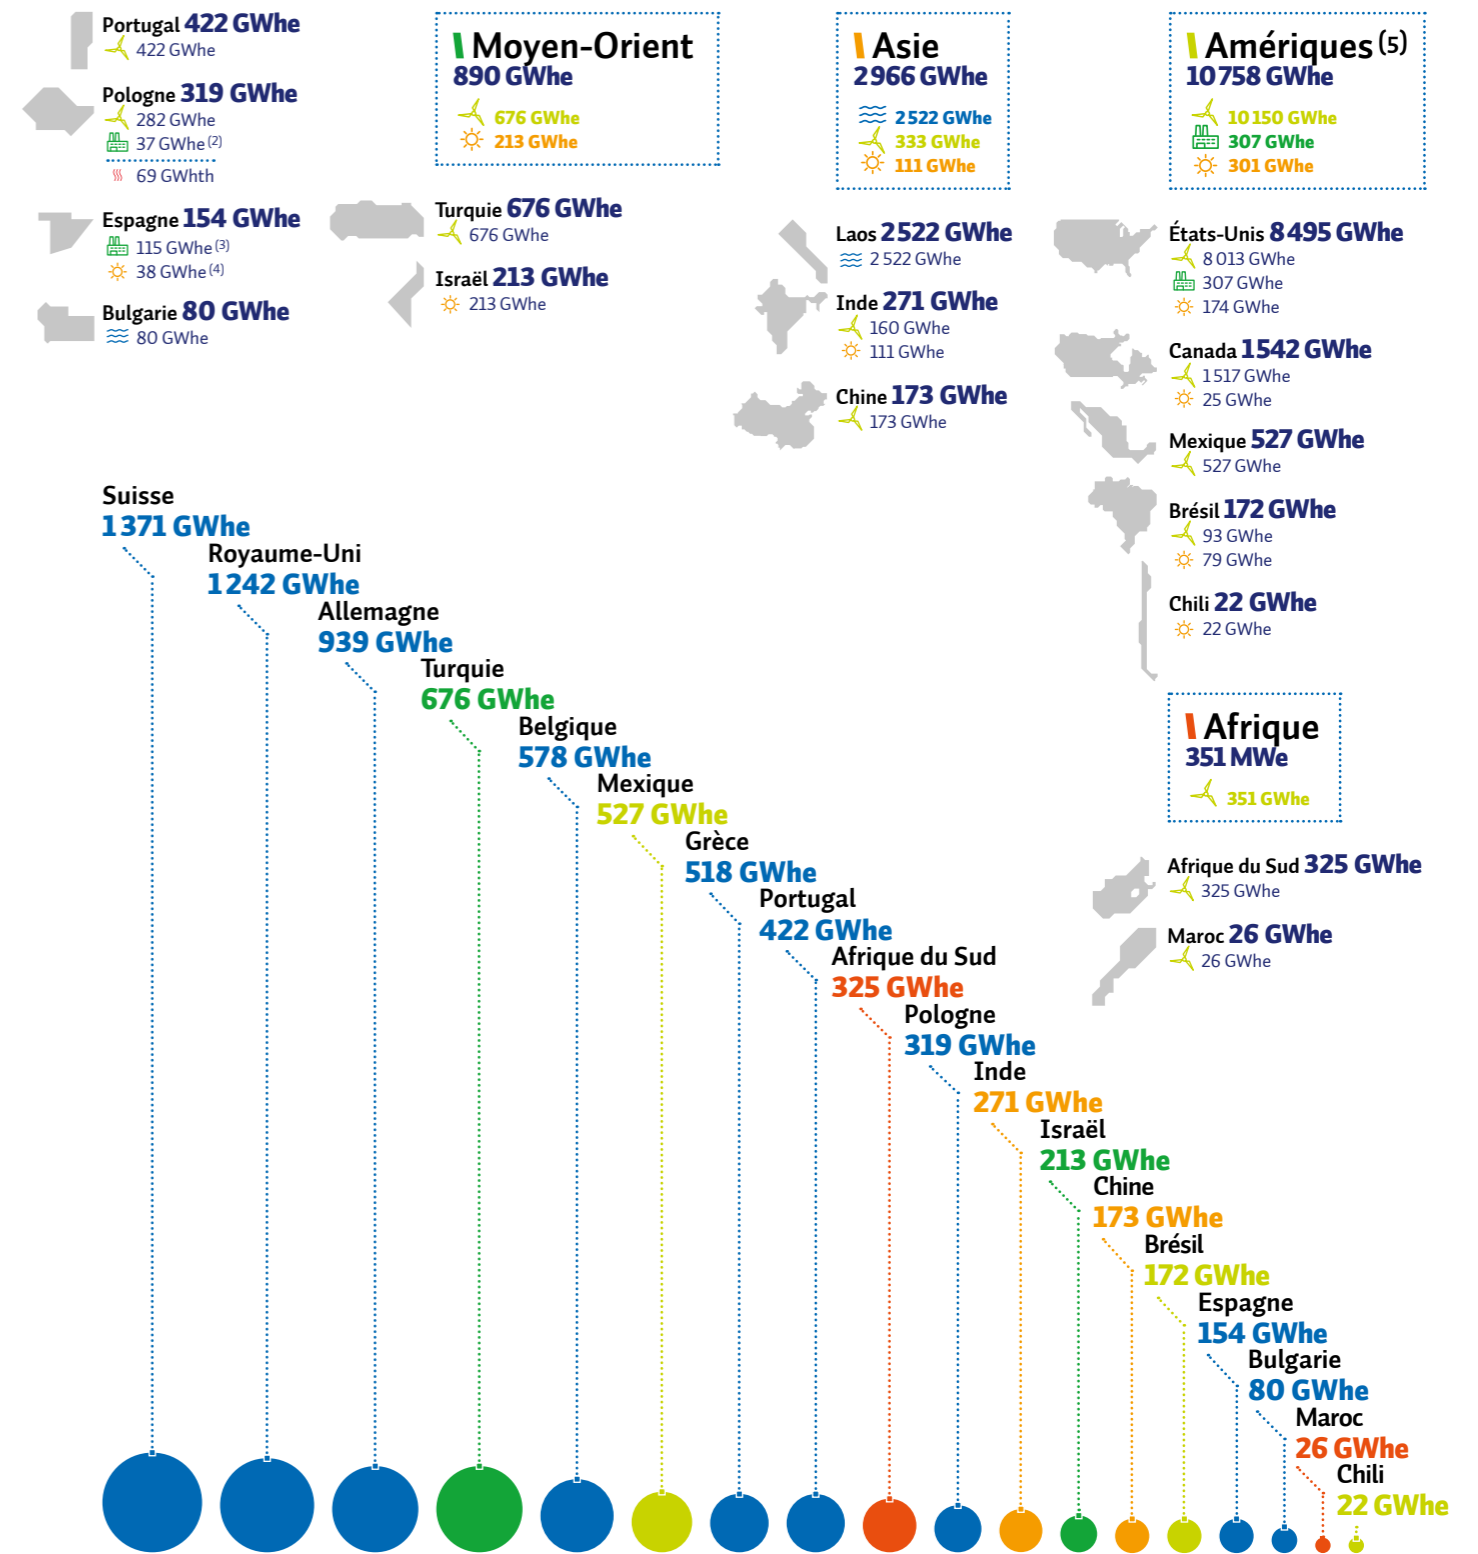 Portugal 422 GWhe
422 GWhe
Pologne 319 GWhe
282 GWhe
37 GWhe (2)
69 GWhth
Espagne 154 GWhe
115 GWhe (3)
38 GWhe (4)
Bulgarie 80 GWhe
80 GWhe
Moyen-Orient
890 GWhe
676 GWhe
213 GWhe
Turquie 676 GWhe
676 GWhe
Israël 213 GWhe
213 GWhe
Asie
2 966 GWhe
2 522 GWhe
333 GWhe
111 GWhe
Laos 2 522 GWhe
2 522 GWhe
Inde 271 GWhe
160 GWhe
111 GWhe
Chine 173 GWhe
173 GWhe
Amériques (5)
10 758 GWhe
10 150 GWhe
307 GWhe
301 GWhe
États-Unis 8 495 GWhe
8 013 GWhe
307 GWhe
174 GWhe
Canada 1 542 GWhe
1 517 GWhe
25 GWhe
Mexique 527 GWhe
527 GWhe
Brésil 172 GWhe
93 GWhe
79 GWhe
Chili 22 GWhe
22 GWhe
Afrique
351 MWe
351 GWhe
Afrique du Sud 325 GWhe
325 GWhe
Maroc 26 GWhe
26 GWhe
Suisse
1 371 GWhe
Royaume-Uni
1 242 GWhe
Allemagne
939 GWhe
Turquie
676 GWhe
Belgique
578 GWhe
Mexique
527 GWhe
Grèce
518 GWhe
Portugal
422 GWhe
Afrique du Sud
325 GWhe
Pologne
319 GWhe
Inde
271 GWhe
Israël
213 GWhe
Chine
173 GWhe
Brésil
172 GWhe
Espagne
154 GWhe
Bulgarie
80 GWhe
Maroc
26 GWhe
Chili
22 GWhe